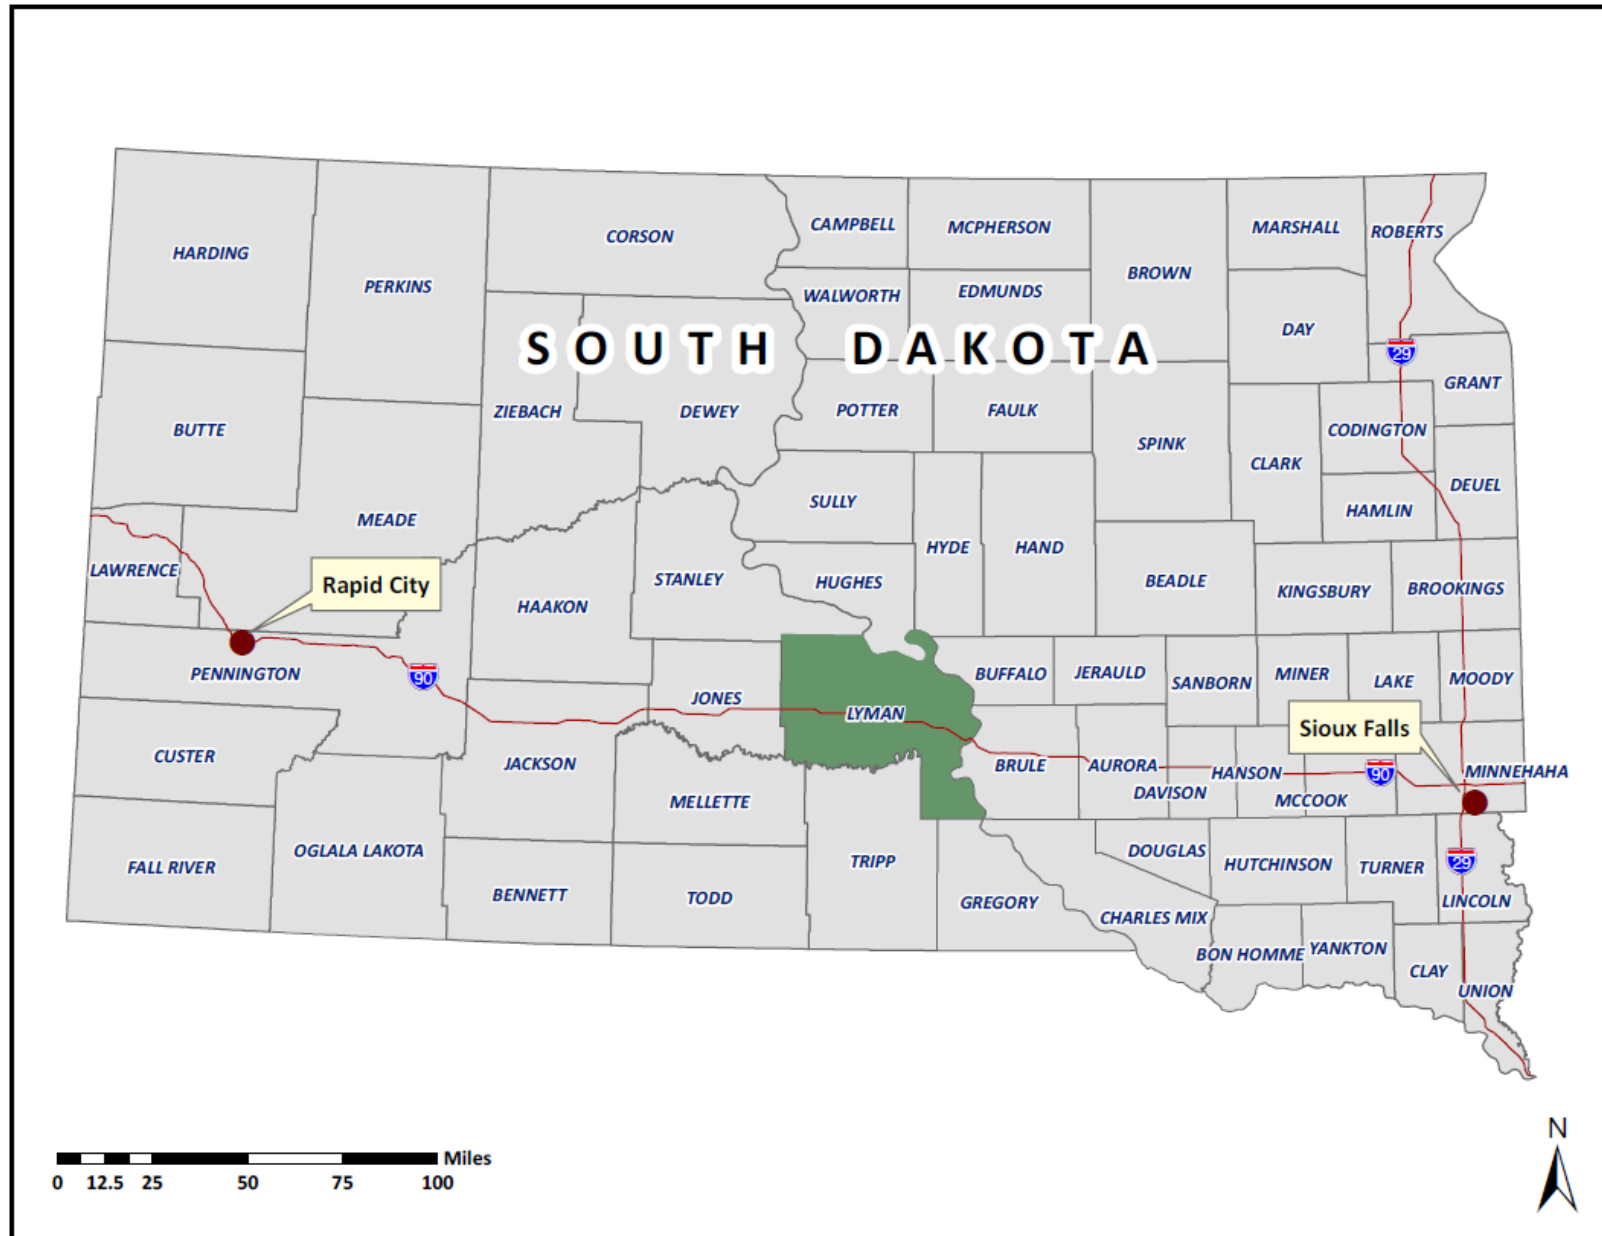 CAMPBELL
MCPHERSON
MARSHALL
ROBERTS
CORSON
HARDING
BROWN
PERKINS
WALWORTH
EDMUNDS
DAY
SOUTH DAKOTA
29
GRANT
ZIEBACH
DEWEY
POTTER
FAULK
BUTTE
CODINGTON
SPINK
CLARK
DEUEL
SULLY
HAMLIN
MEADE
HYDE
HAND
LAWRENCE
STANLEY
HUGHES
BEADLE
KINGSBURY
BROOKINGS
Rapid City
HAAKON
PENNINGTON
90
BUFFALO
JERAULD
SANBORN
MINER
LAKE
MOODY
JONES
LYMAN
Sioux Falls
CUSTER
JACKSON
BRULE
AURORA
HANSON
90
MINNEHAHA
DAVISON
MCCOOK
MELLETTE
OGLALA LAKOTA
TRIPP
DOUGLAS
HUTCHINSON
TURNER
29
FALL RIVER
BENNETT
TODD
GREGORY
CHARLES MIX
LINCOLN
BON HOMME
YANKTON
CLAY
UNION
N
Miles
0 12.5 25 50 75 100